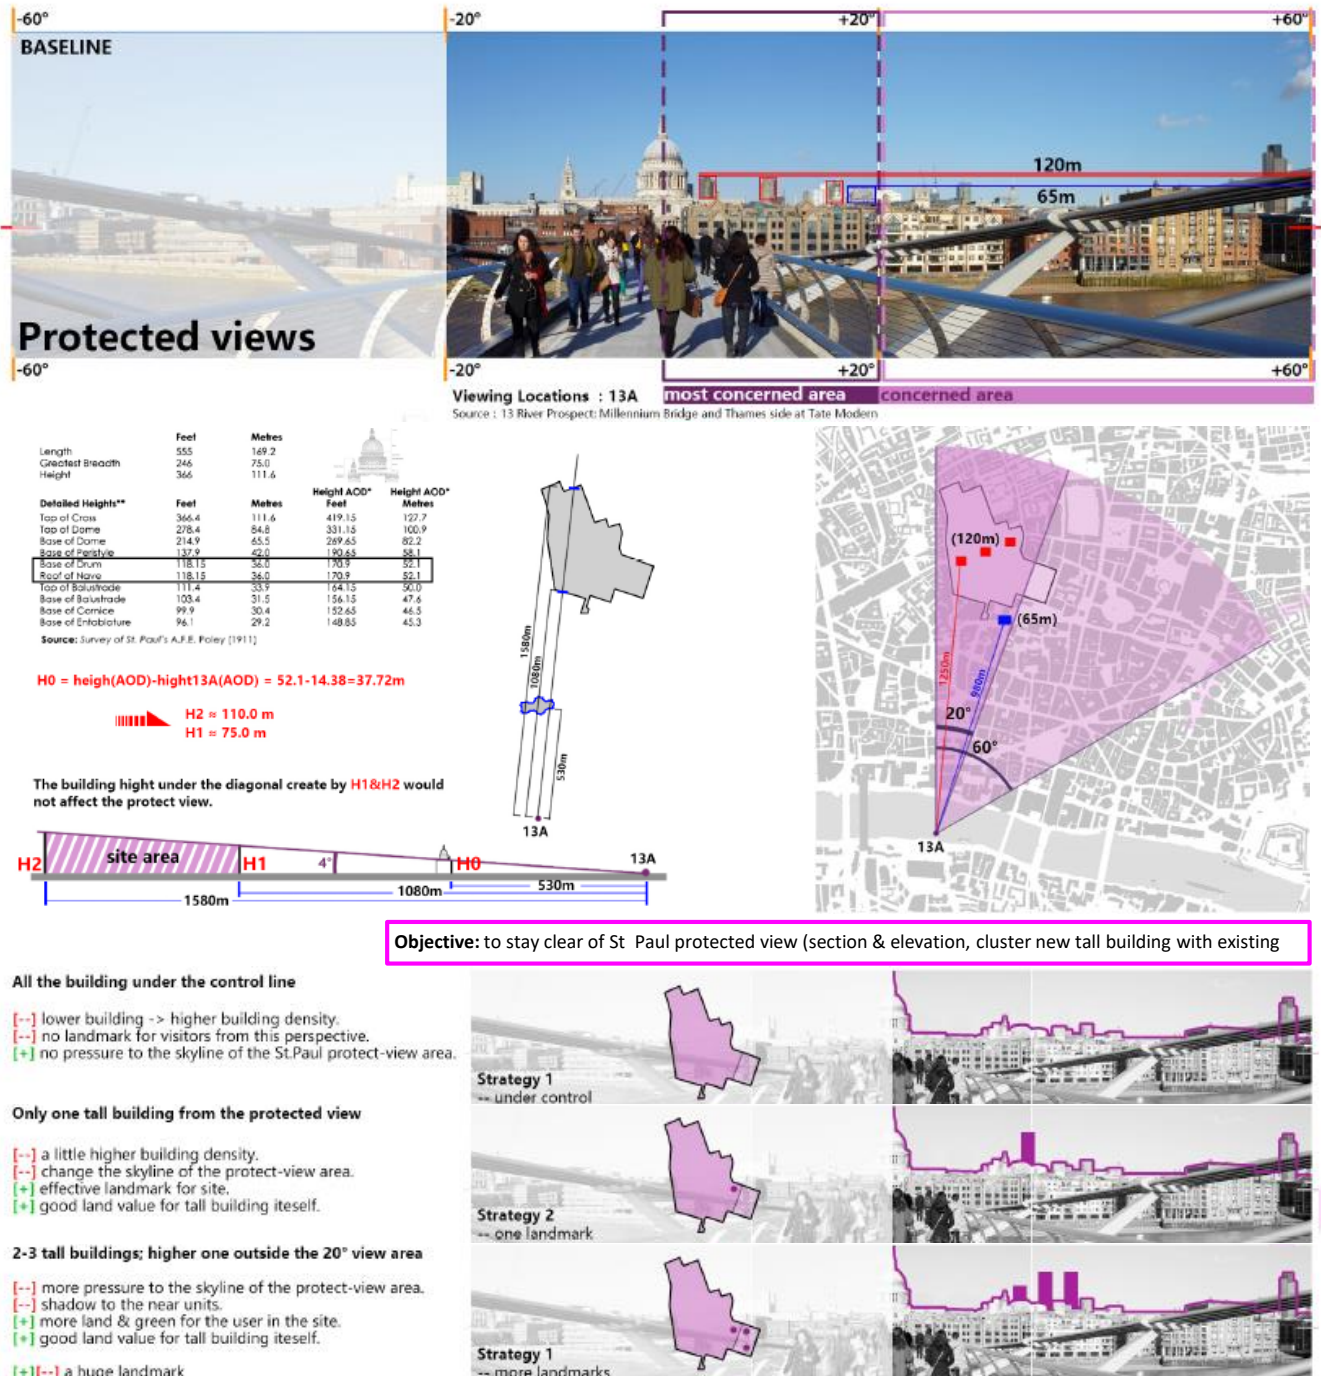 -60°
-20°
+20°
+60°
BASELINE
120m
65m
Protected views
-60°
-20°
+20°
+60°
Viewing Locations : 13A
most concerned area
concerned area
Source : 13 River Prospect: Millennium Bridge and Thames side at Tate Modern
Feet Metres
Length 555 169.2
Greatest Breadth 246 75.0
Height 366 111.6
Detailed Heights** Feet Metres Height AOD* Feet Height AOD* Metres
Top of Cross 366.4 111.6 419.15 127.7
Top of Dome 278.4 84.8 331.15 100.9
Base of Dome 214.9 65.5 269.65 82.2
Base of Peristyle 137.9 42.0 190.65 58.1
Base of Drum 118.15 36.0 170.9 52.1
Roof of Nave 118.15 36.0 170.9 52.1
Top of Balustrade 111.4 33.9 164.15 50.0
Base of Balustrade 103.4 31.5 156.15 47.6
Base of Cornice 99.9 30.4 152.65 46.5
Base of Entablature 96.1 29.2 148.85 45.3
Source: Survey of St. Paul's A.F.E. Poley (1911)
H0 = heigh(AOD)-hight13A(AOD) = 52.1-14.38=37.72m
H2 ≈ 110.0 m
H1 ≈ 75.0 m
The building hight under the diagonal create by H1&H2 would
not affect the protect view.
1580m
1080m
530m
13A
(120m)
(65m)
1250m
980m
20°
60°
13A
H2
site area
H1
4°
H0
13A
530m
1080m
1580m
Objective: to stay clear of St Paul protected view (section & elevation, cluster new tall building with existing
All the building under the control line
[--] lower building -> higher building density.
[--] no landmark for visitors from this perspective.
[+] no pressure to the skyline of the St.Paul protect-view area.
Strategy 1
-- under control
Only one tall building from the protected view
[--] a little higher building density.
[--] change the skyline of the protect-view area.
[+] effective landmark for site.
[+] good land value for tall building iteself.
Strategy 2
-- one landmark
2-3 tall buildings; higher one outside the 20° view area
[--] more pressure to the skyline of the protect-view area.
[--] shadow to the near units.
[+] more land & green for the user in the site.
[+] good land value for tall building iteself.
[+][--] a huge landmark
Strategy 1
-- more landmarks